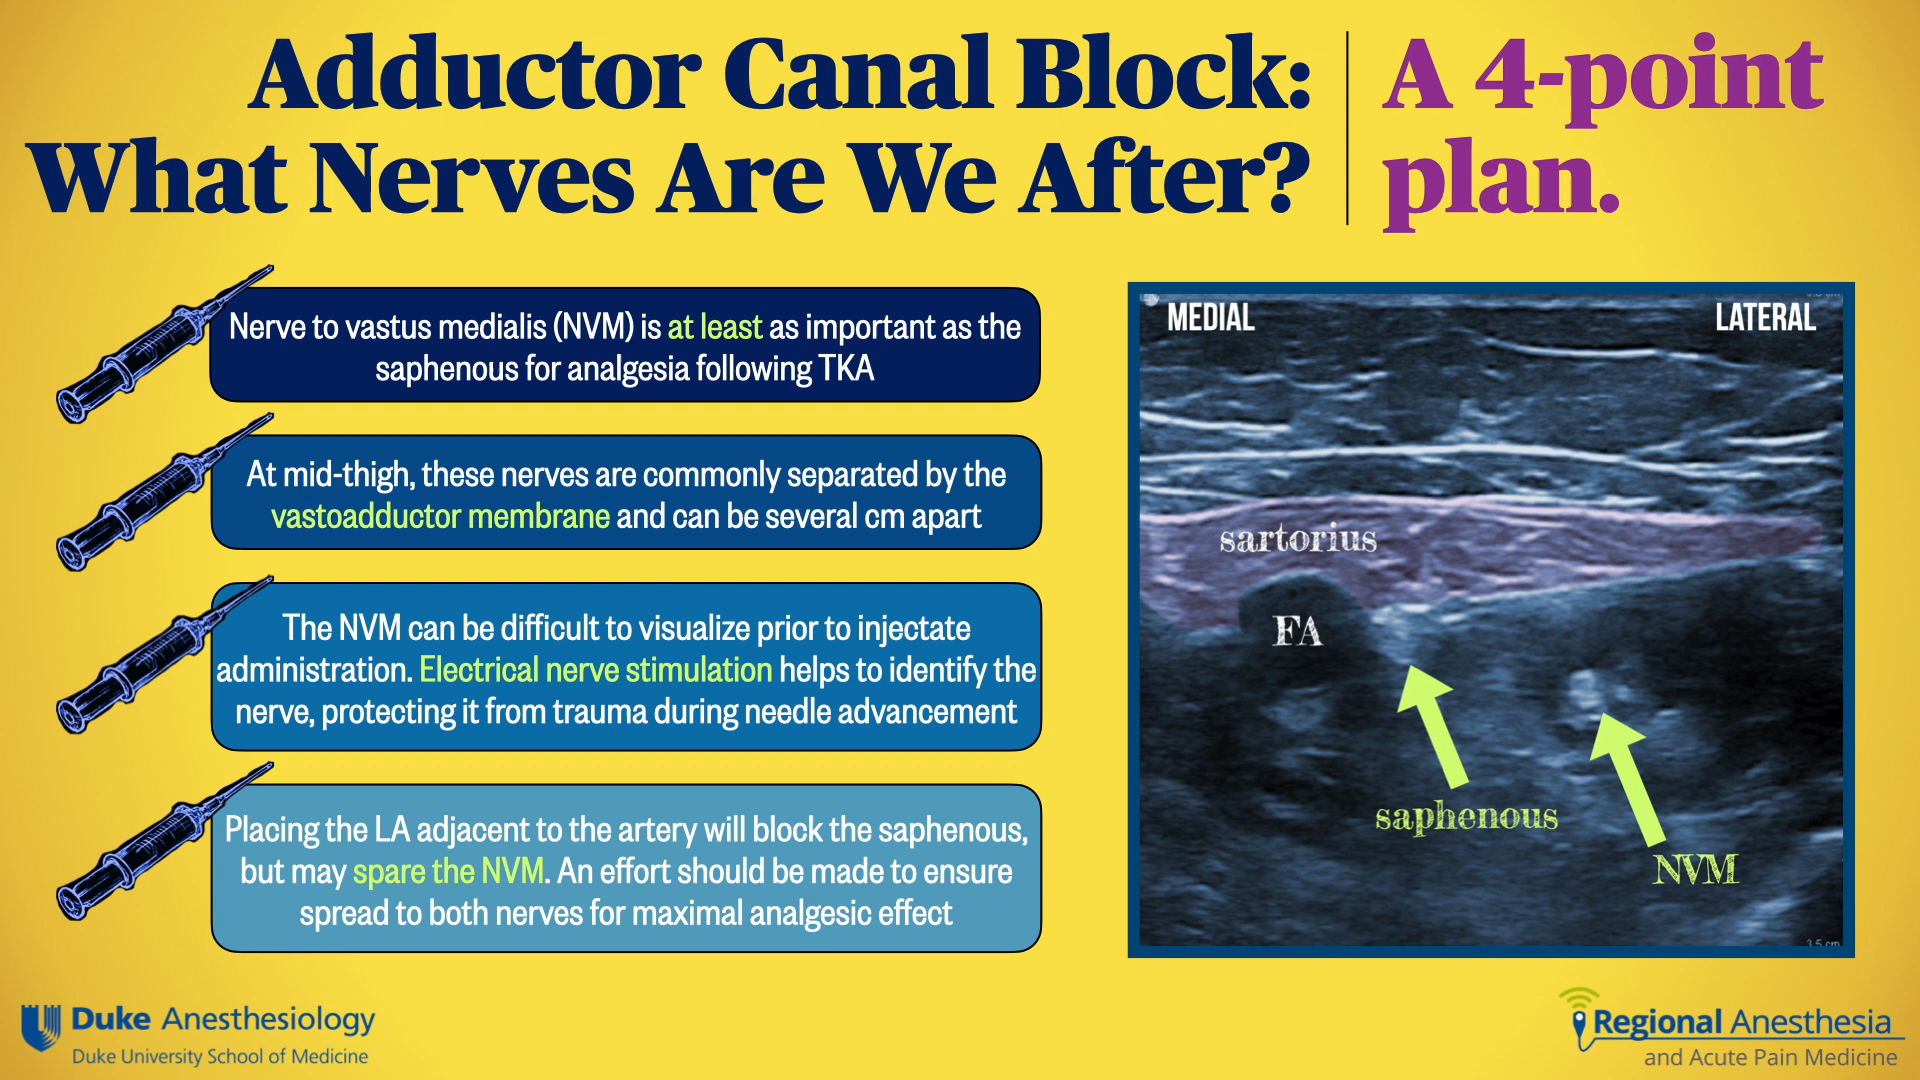 Adductor Canal Block:
What Nerves Are We After?
A 4-point
plan.
Nerve to vastus medialis (NVM) is at least as important as the
saphenous for analgesia following TKA
At mid-thigh, these nerves are commonly separated by the
vastoadductor membrane and can be several cm apart
The NVM can be difficult to visualize prior to injectate
administration. Electrical nerve stimulation helps to identify the
nerve, protecting it from trauma during needle advancement
Placing the LA adjacent to the artery will block the saphenous,
but may spare the NVM. An effort should be made to ensure
spread to both nerves for maximal analgesic effect
MEDIAL
LATERAL
sartorius
FA
saphenous
NVM
3.5 cm
Duke Anesthesiology
Duke University School of Medicine
Regional Anesthesia
and Acute Pain Medicine